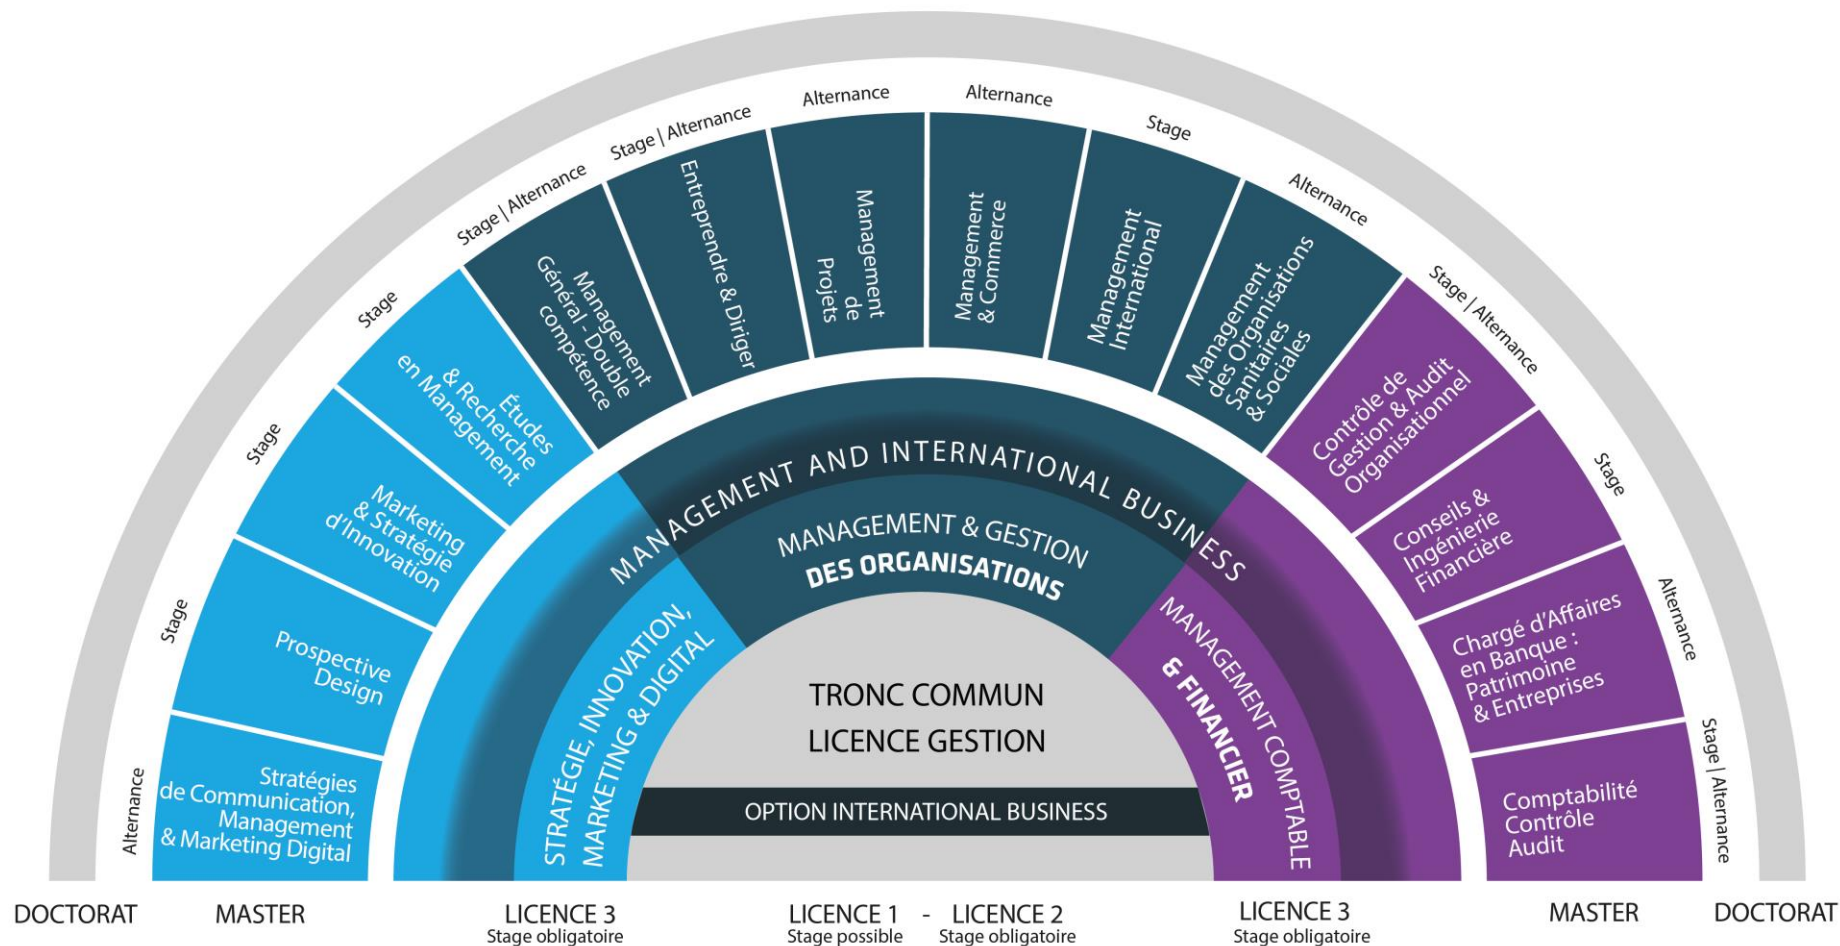 Alternance
Stage
Stage
Stage
Stage | Alternance
Stage | Alternance
Alternance
Alternance
Stage
Alternance
Stage | Alternance
Stage
Alternance
Stage | Alternance
Stratégies
de Communication,
Management
& Marketing Digital
Prospective
Design
Marketing
& Stratégie
d'Innovation
Études
& Recherche
en Management
Management
Général - Double
compétence
Entreprendre & Diriger
Management
de
Projets
Management
& Commerce
Management
International
Management
des Organisations
Sanitaires
& Sociales
Contrôle de
Gestion & Audit
Organisationnel
Conseils &
Ingénierie
Financière
Chargé d'Affaires
en Banque :
Patrimoine
& Entreprises
Comptabilité
Contrôle
Audit
MANAGEMENT AND INTERNATIONAL BUSINESS
STRATÉGIE, INNOVATION,
MARKETING & DIGITAL
MANAGEMENT & GESTION
DES ORGANISATIONS
MANAGEMENT COMPTABLE
& FINANCIER
TRONC COMMUN
LICENCE GESTION
OPTION INTERNATIONAL BUSINESS
DOCTORAT MASTER LICENCE 3 LICENCE 1 - LICENCE 2 LICENCE 3 MASTER DOCTORAT
Stage obligatoire Stage possible Stage obligatoire Stage obligatoire